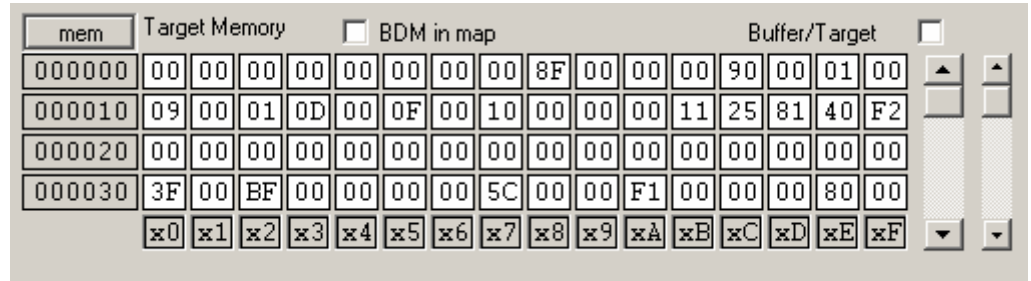 mem Target Memory BDM in map Buffer/Target
000000 00 00 00 00 00 00 00 00 8F 00 00 00 90 00 01 00
000010 09 00 01 0D 00 0F 00 10 00 00 00 11 25 81 40 F2
000020 00 00 00 00 00 00 00 00 00 00 00 00 00 00 00 00
000030 3F 00 BF 00 00 00 00 5C 00 00 F1 00 00 00 80 00
x0 x1 x2 x3 x4 x5 x6 x7 x8 x9 xA xB xC xD xE xF